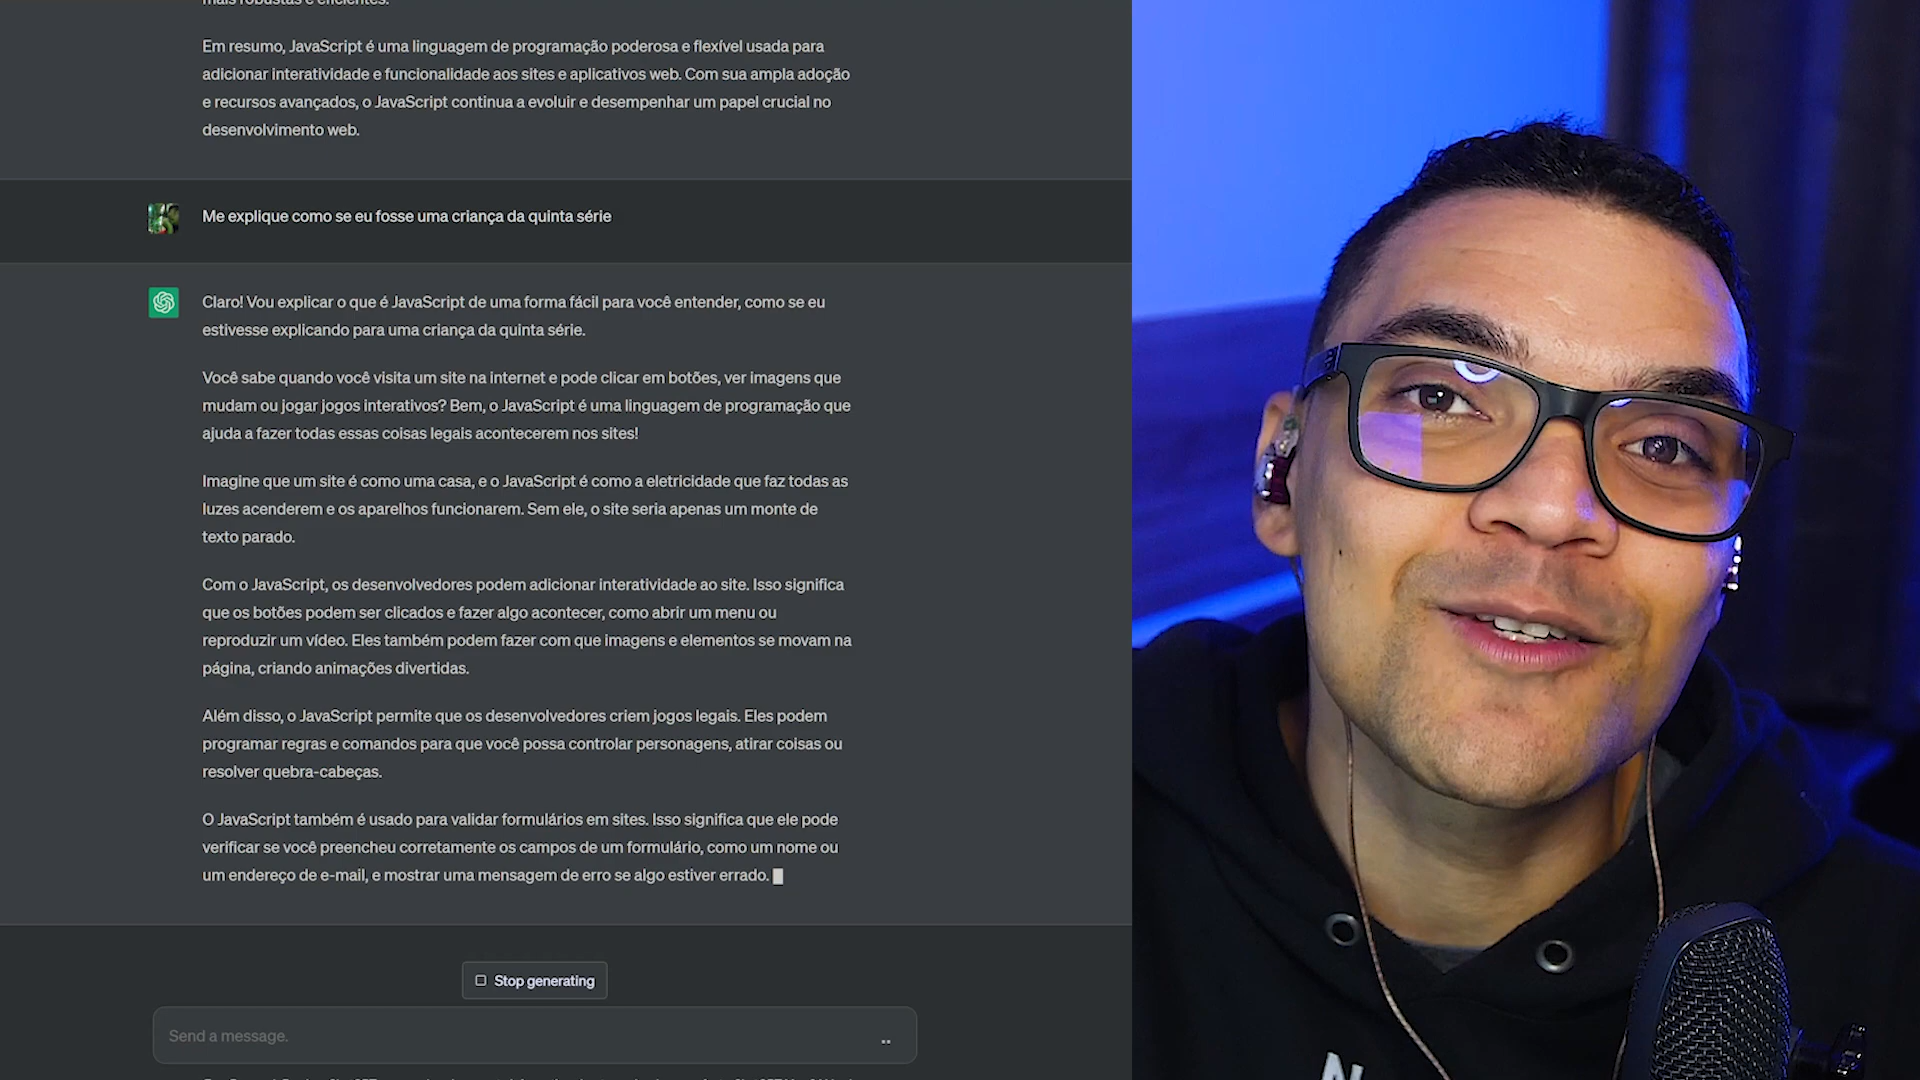 mais robustas e eficientes.
Em resumo, JavaScript é uma linguagem de programação poderosa e flexível usada para
adicionar interatividade e funcionalidade aos sites e aplicativos web. Com sua ampla adoção
e recursos avançados, o JavaScript continua a evoluir e desempenhar um papel crucial no
desenvolvimento web.
Me explique como se eu fosse uma criança da quinta série
Claro! Vou explicar o que é JavaScript de uma forma fácil para você entender, como se eu
estivesse explicando para uma criança da quinta série.
Você sabe quando você visita um site na internet e pode clicar em botões, ver imagens que
mudam ou jogar jogos interativos? Bem, o JavaScript é uma linguagem de programação que
ajuda a fazer todas essas coisas legais acontecerem nos sites!
Imagine que um site é como uma casa, e o JavaScript é como a eletricidade que faz todas as
luzes acenderem e os aparelhos funcionarem. Sem ele, o site seria apenas um monte de
texto parado.
Com o JavaScript, os desenvolvedores podem adicionar interatividade ao site. Isso significa
que os botões podem ser clicados e fazer algo acontecer, como abrir um menu ou
reproduzir um vídeo. Eles também podem fazer com que imagens e elementos se movam na
página, criando animações divertidas.
Além disso, o JavaScript permite que os desenvolvedores criem jogos legais. Eles podem
programar regras e comandos para que você possa controlar personagens, atirar coisas ou
resolver quebra-cabeças.
O JavaScript também é usado para validar formulários em sites. Isso significa que ele pode
verificar se você preencheu corretamente os campos de um formulário, como um nome ou
um endereço de e-mail, e mostrar uma mensagem de erro se algo estiver errado.
Stop generating
Send a message.